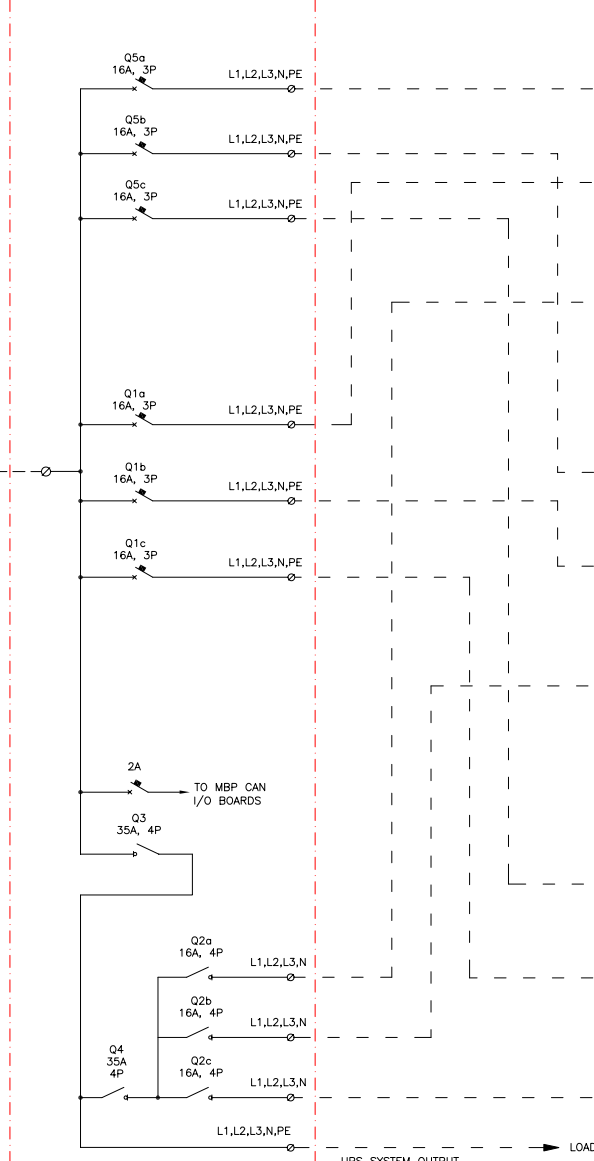 Q5a
16A, 3P
L1,L2,L3,N,PE
Q5b
16A, 3P
L1,L2,L3,N,PE
Q5c
16A, 3P
L1,L2,L3,N,PE
Q1a
16A, 3P
L1,L2,L3,N,PE
Q1b
16A, 3P
L1,L2,L3,N,PE
Q1c
16A, 3P
L1,L2,L3,N,PE
2A
TO MBP CAN
I/O BOARDS
Q3
35A, 4P
Q2a
16A, 4P
L1,L2,L3,N
Q2b
16A, 4P
L1,L2,L3,N
Q4
35A
4P
Q2c
16A, 4P
L1,L2,L3,N
L1,L2,L3,N,PE
LOAD
UPS SYSTEM OUTPUT